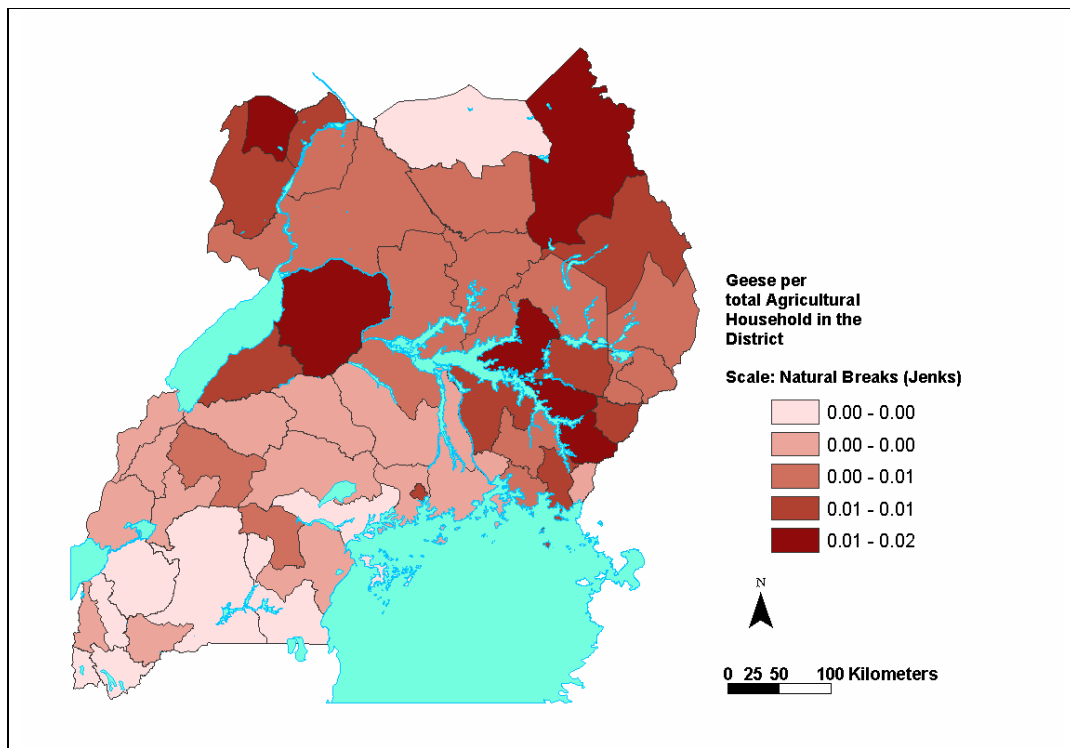 Geese per
total Agricultural
Household in the
District
Scale: Natural Breaks (Jenks)
0.00 - 0.00
0.00 - 0.00
0.00 - 0.01
0.01 - 0.01
0.01 - 0.02
N
0 25 50 100 Kilometers